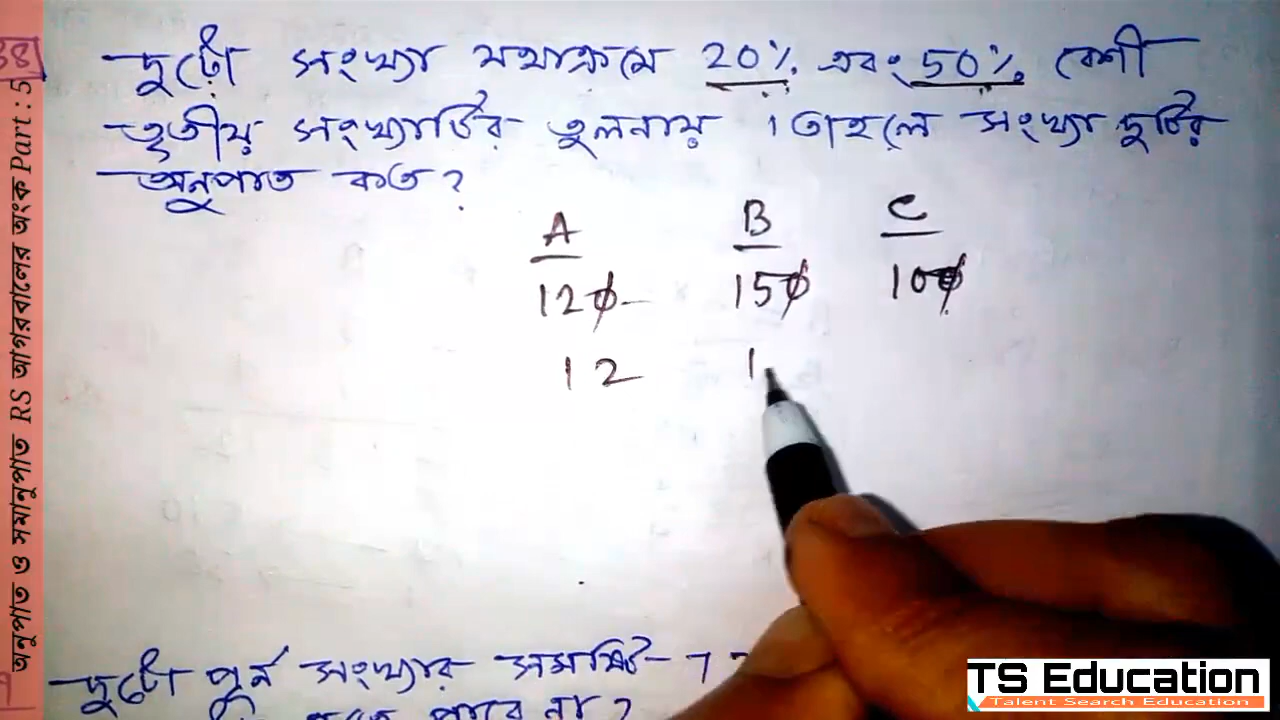 38
অনুপাত ও সমানুপাত RS আগরবালের অংক Part : 5
দুটো সংখ্যা যথাক্রমে 20% এবং 50% বেশী
তৃতীয় সংখ্যাটির তুলনায় । তাহলে সংখ্যা দুটির
অনুপাত কত ?
A B C
120 150 100
12 1
দুটো পূর্ন সংখ্যার সমষ্টি 7
পারে না ?
TS Education
Talent Search Education